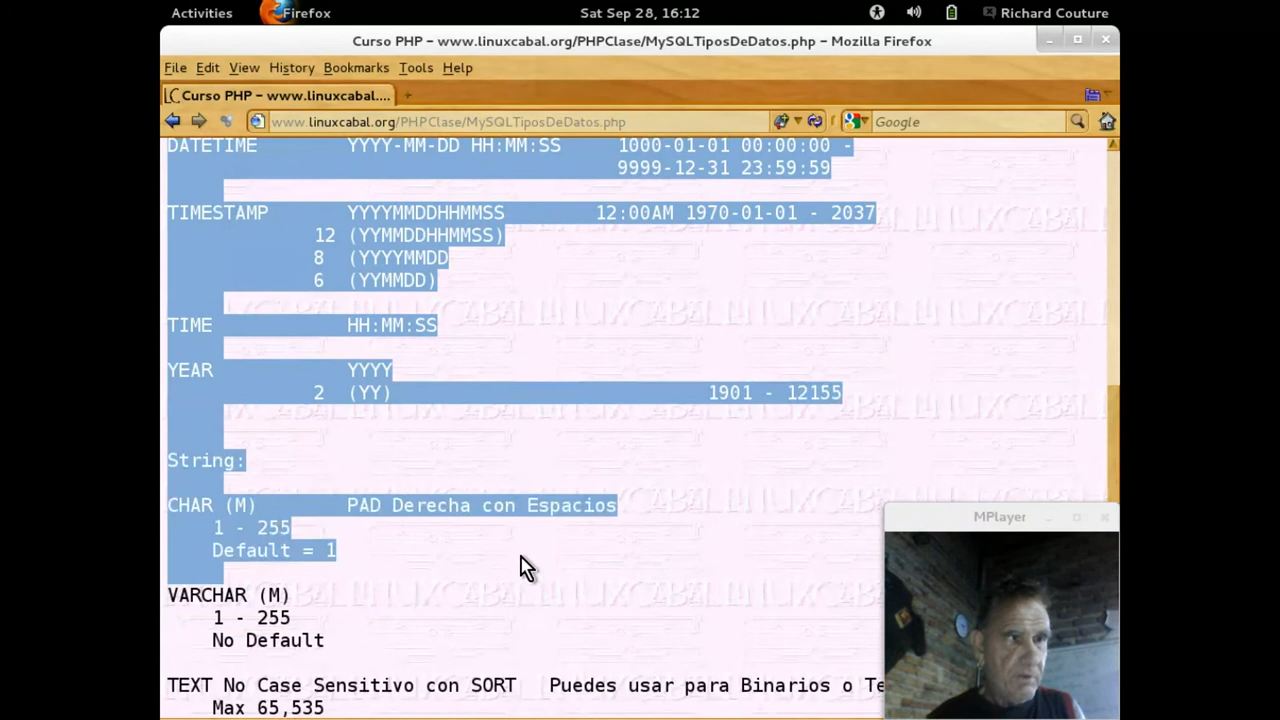 Activities Firefox Sat Sep 28, 16:12 Richard Couture
Curso PHP - www.linuxcabal.org/PHPClase/MySQLTiposDeDatos.php - Mozilla Firefox
File Edit View History Bookmarks Tools Help
Curso PHP - www.linuxcabal....
www.linuxcabal.org/PHPClase/MySQLTiposDeDatos.php Google
DATETIME YYYY-MM-DD HH:MM:SS 1000-01-01 00:00:00 -
9999-12-31 23:59:59
TIMESTAMP YYYYMMDDHHMMSS 12:00AM 1970-01-01 - 2037
12 (YYMMDDHHMMSS)
8 (YYYYMMDD
6 (YYMMDD)
TIME HH:MM:SS
YEAR YYYY
2 (YY) 1901 - 12155
String:
CHAR (M) PAD Derecha con Espacios
1 - 255
Default = 1
MPlayer
VARCHAR (M)
1 - 255
No Default
TEXT No Case Sensitivo con SORT Puedes usar para Binarios o Te
Max 65,535